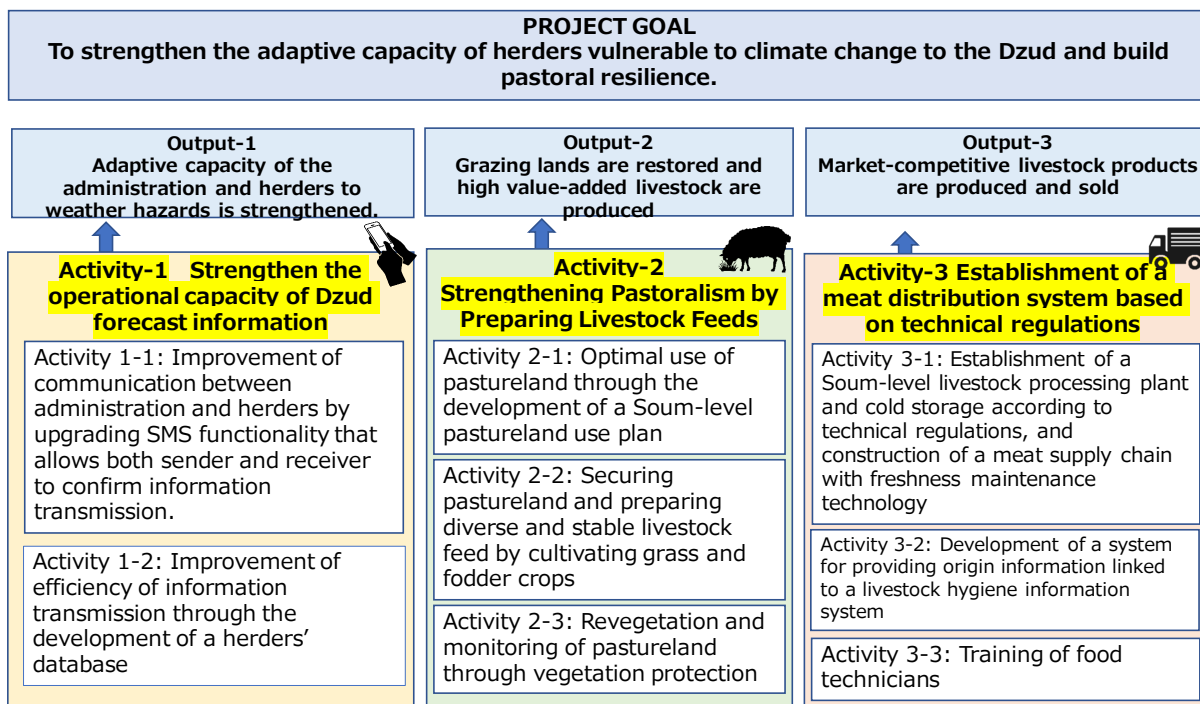 PROJECT GOAL
To strengthen the adaptive capacity of herders vulnerable to climate change to the Dzud and build
pastoral resilience.
Output-1
Adaptive capacity of the
administration and herders to
weather hazards is strengthened.
Output-2
Grazing lands are restored and
high value-added livestock are
produced
Output-3
Market-competitive livestock products
are produced and sold
Activity-1 Strengthen the
operational capacity of Dzud
forecast information
Activity 1-1: Improvement of
communication between
administration and herders by
upgrading SMS functionality that
allows both sender and receiver
to confirm information
transmission.
Activity 1-2: Improvement of
efficiency of information
transmission through the
development of a herders’
database
Activity-2
Strengthening Pastoralism by
Preparing Livestock Feeds
Activity 2-1: Optimal use of
pastureland through the
development of a Soum-level
pastureland use plan
Activity 2-2: Securing
pastureland and preparing
diverse and stable livestock
feed by cultivating grass and
fodder crops
Activity 2-3: Revegetation and
monitoring of pastureland
through vegetation protection
Activity-3 Establishment of a
meat distribution system based
on technical regulations
Activity 3-1: Establishment of a
Soum-level livestock processing plant
and cold storage according to
technical regulations, and
construction of a meat supply chain
with freshness maintenance
technology
Activity 3-2: Development of a system
for providing origin information linked
to a livestock hygiene information
system
Activity 3-3: Training of food
technicians